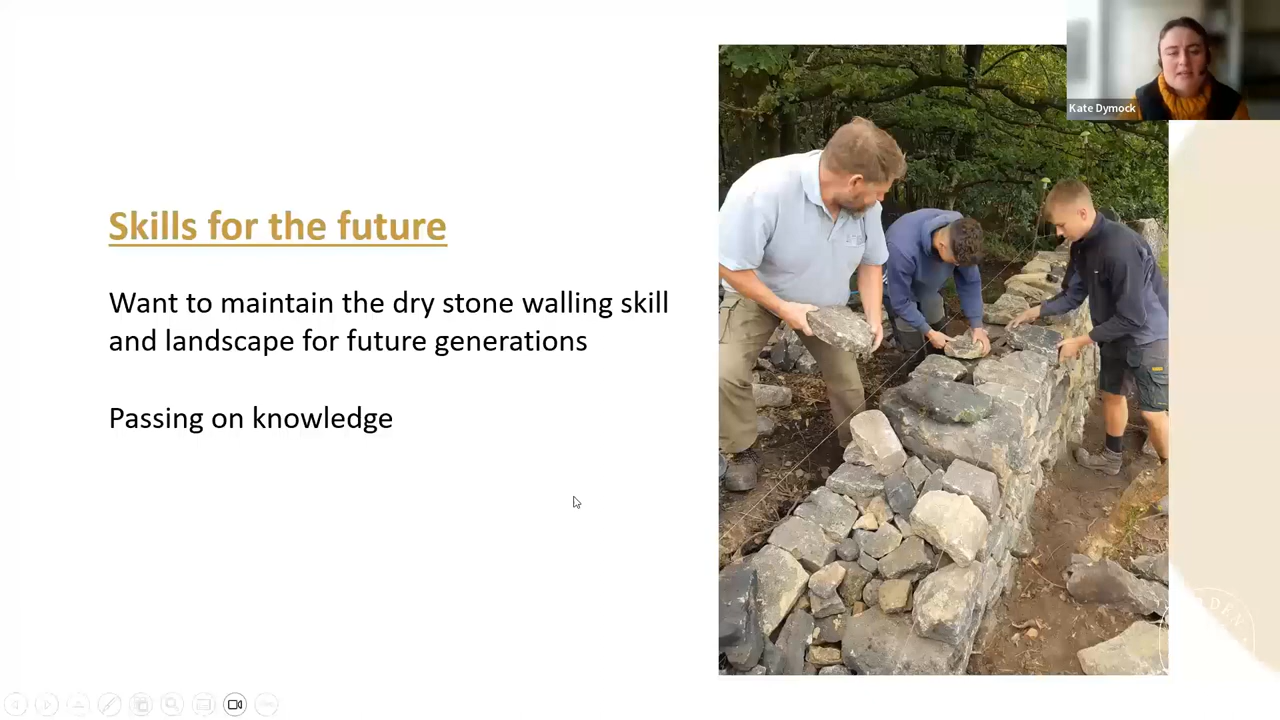 Kate Dymock
Skills for the future
Want to maintain the dry stone walling skill
and landscape for future generations
Passing on knowledge